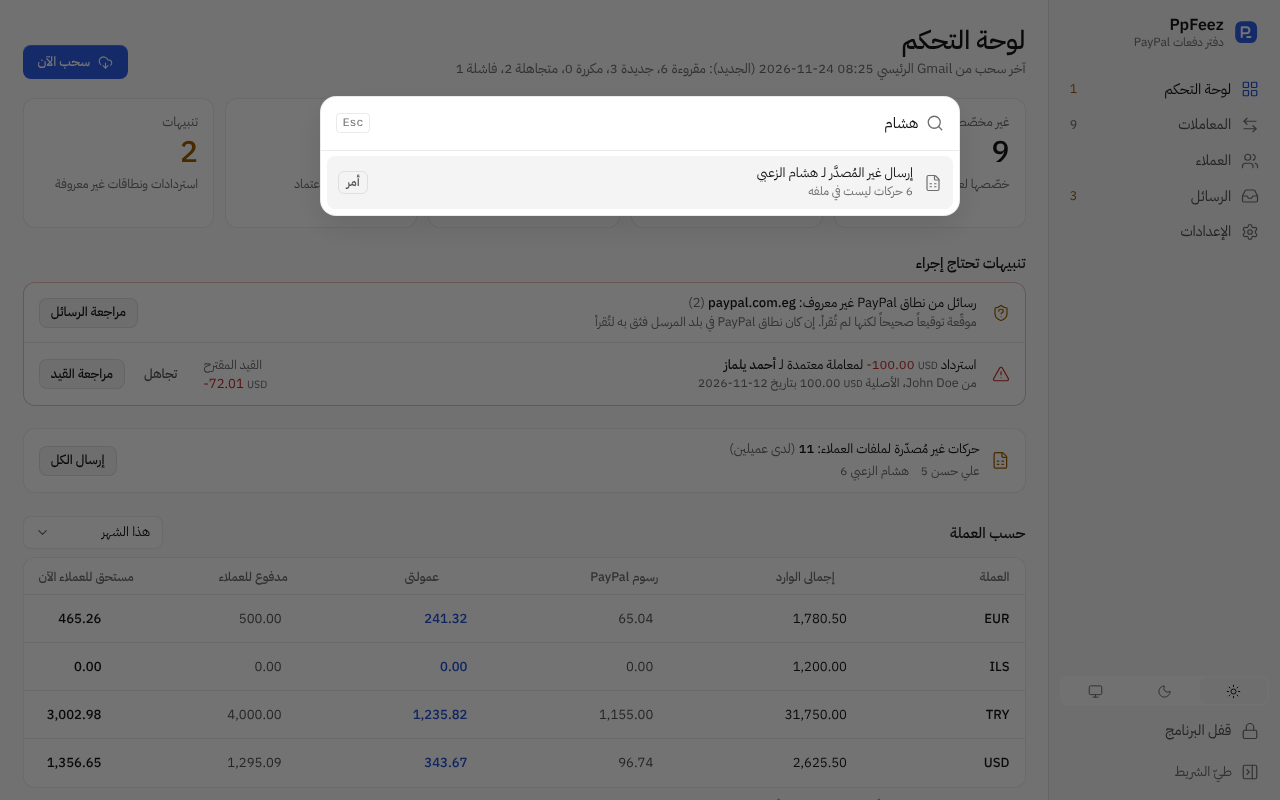 PpFeez
دفتر دفعات PayPal
لوحة التحكم 1
المعاملات 9
العملاء
الرسائل 3
الإعدادات
قفل البرنامج
طيّ الشريط
لوحة التحكم
آخر سحب من Gmail الرئيسي 08:25 24-11-2026 (الجديد): مقروءة 6، جديدة 3، مكررة 0، متجاهلة 2، فاشلة 1
سحب الآن
هشام
Esc
إرسال غير المُصدَّر لـ هشام الزعبي
6 حركات ليست في ملفه
أمر
غير مخصّص
9
خصّصها لع
عتماد
تنبيهات
2
استردادات ونطاقات غير معروفة
تنبيهات تحتاج إجراء
رسائل من نطاق PayPal غير معروف: paypal.com.eg (2)
موقّعة توقيعاً صحيحاً لكنها لم تُقرأ. إن كان نطاق PayPal في بلد المرسل فثق به لتُقرأ
مراجعة الرسائل
استرداد -100.00 USD لمعاملة معتمدة لـ أحمد يلماز
من John Doe، الأصلية 100.00 USD بتاريخ 12-11-2026
القيد المقترح
-72.01 USD
تجاهل
مراجعة القيد
حركات غير مُصدّرة لملفات العملاء: 11 (لدى عميلين)
علي حسن 5 هشام الزعبي 6
إرسال الكل
حسب العملة
هذا الشهر
العملة إجمالي الوارد رسوم PayPal عمولتي مدفوع للعملاء مستحق للعملاء الآن
EUR 1,780.50 65.04 241.32 500.00 465.26
ILS 1,200.00 0.00 0.00 0.00 0.00
TRY 31,750.00 1,155.00 1,235.82 4,000.00 3,002.98
USD 2,625.50 96.74 343.67 1,295.09 1,356.65